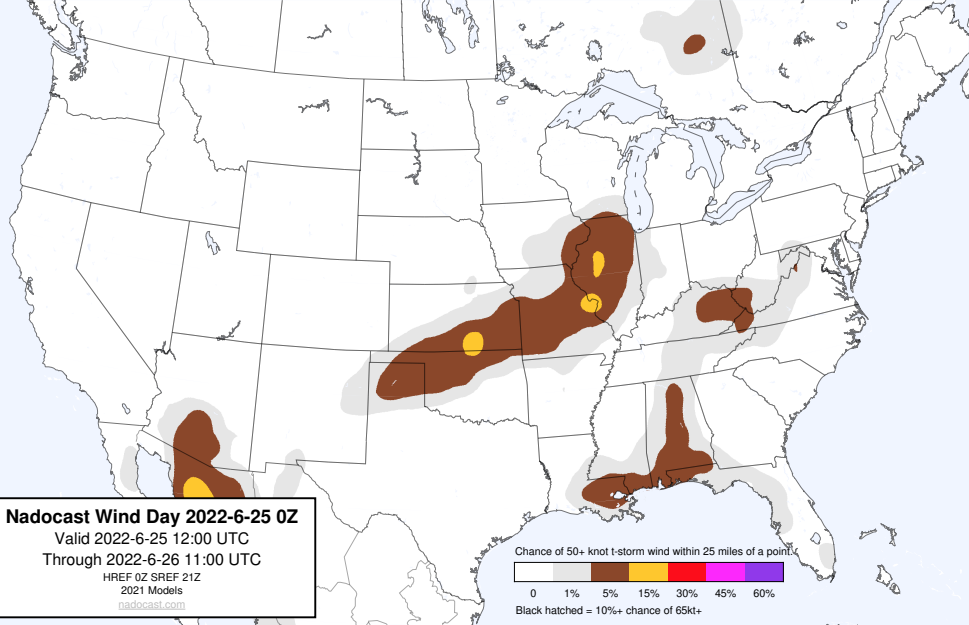 Nadocast Wind Day 2022-6-25 0Z
Valid 2022-6-25 12:00 UTC
Through 2022-6-26 11:00 UTC
HREF 0Z SREF 21Z
2021 Models
nadocast.com
Chance of 50+ knot t-storm wind within 25 miles of a point.
0 1% 5% 15% 30% 45% 60%
Black hatched = 10%+ chance of 65kt+